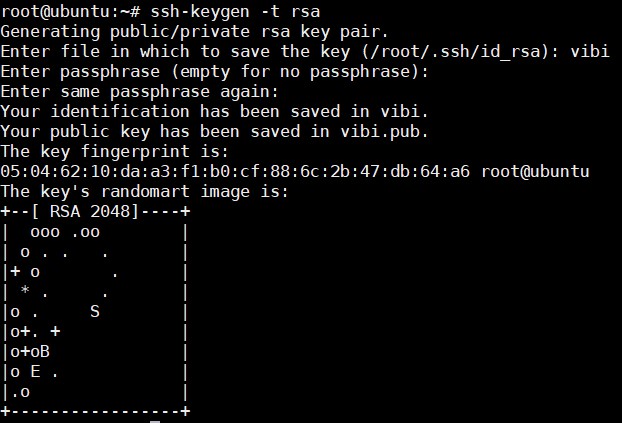 root@ubuntu:~# ssh-keygen -t rsa
Generating public/private rsa key pair.
Enter file in which to save the key (/root/.ssh/id_rsa): vibi
Enter passphrase (empty for no passphrase):
Enter same passphrase again:
Your identification has been saved in vibi.
Your public key has been saved in vibi.pub.
The key fingerprint is:
05:04:62:10:da:a3:f1:b0:cf:88:6c:2b:47:db:64:a6 root@ubuntu
The key's randomart image is:
+--[ RSA 2048]----+
|  ooo .oo        |
| o . .   .       |
|+ o       .      |
| * .     .       |
|o .     S        |
|o+. +            |
|o+oB             |
|o E .            |
|.o               |
+-----------------+